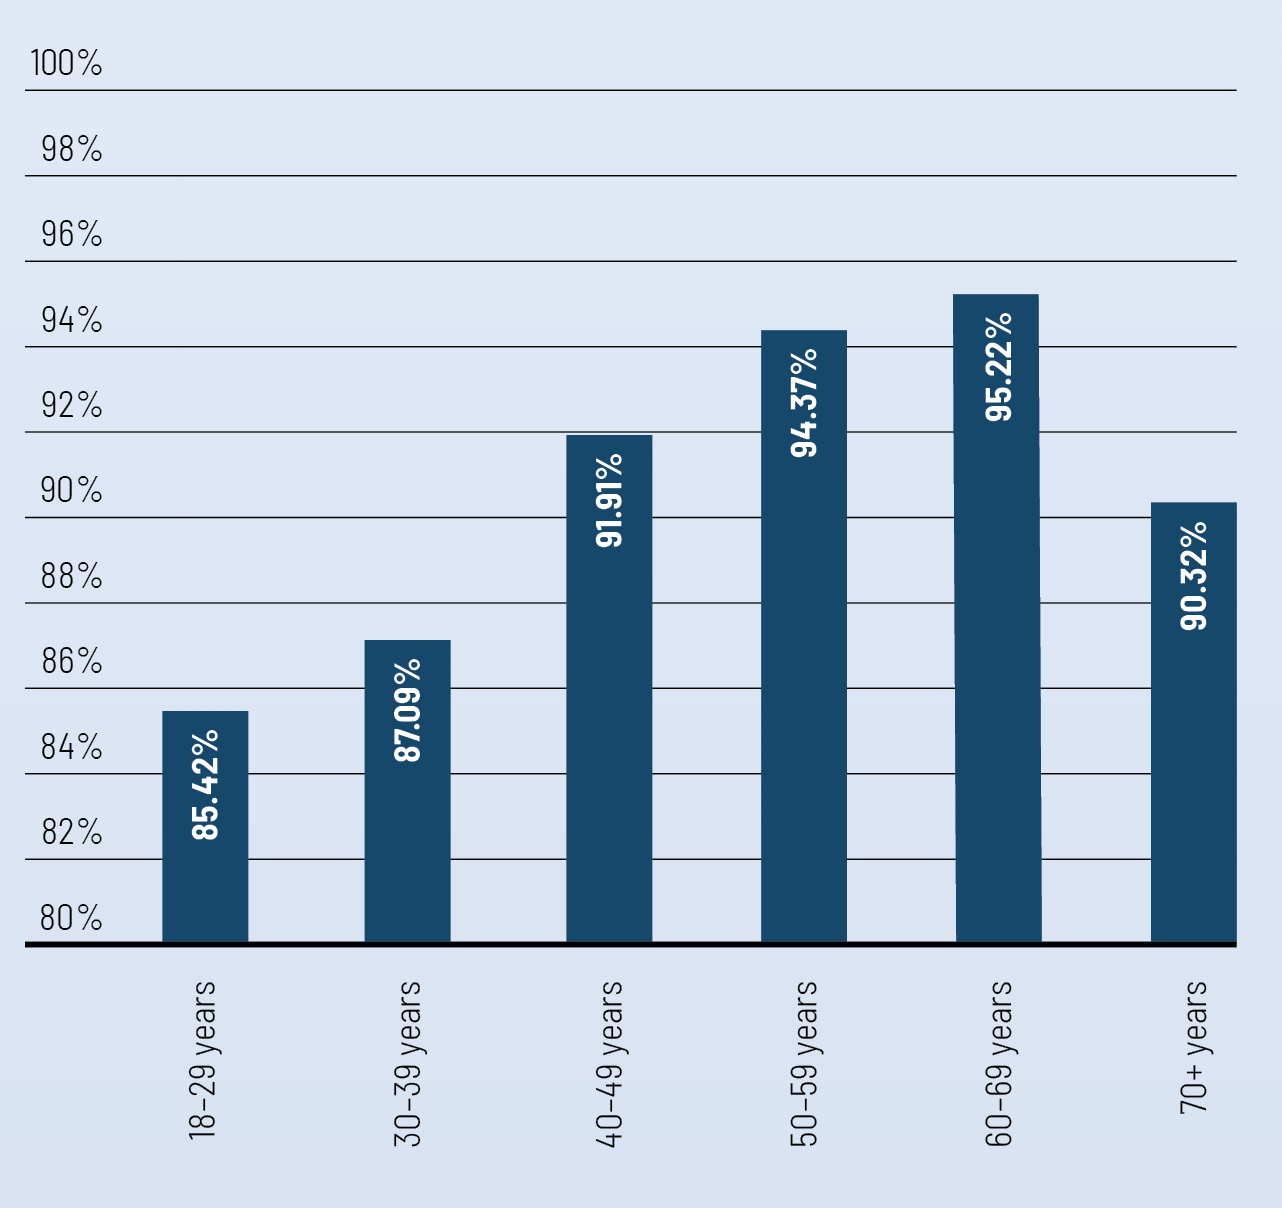 100%
98%
96%
94%
92%
90%
88%
86%
84%
82%
80%
85.42%
87.09%
91.91%
94.37%
95.22%
90.32%
18–29 years
30–39 years
40–49 years
50–59 years
60–69 years
70+ years